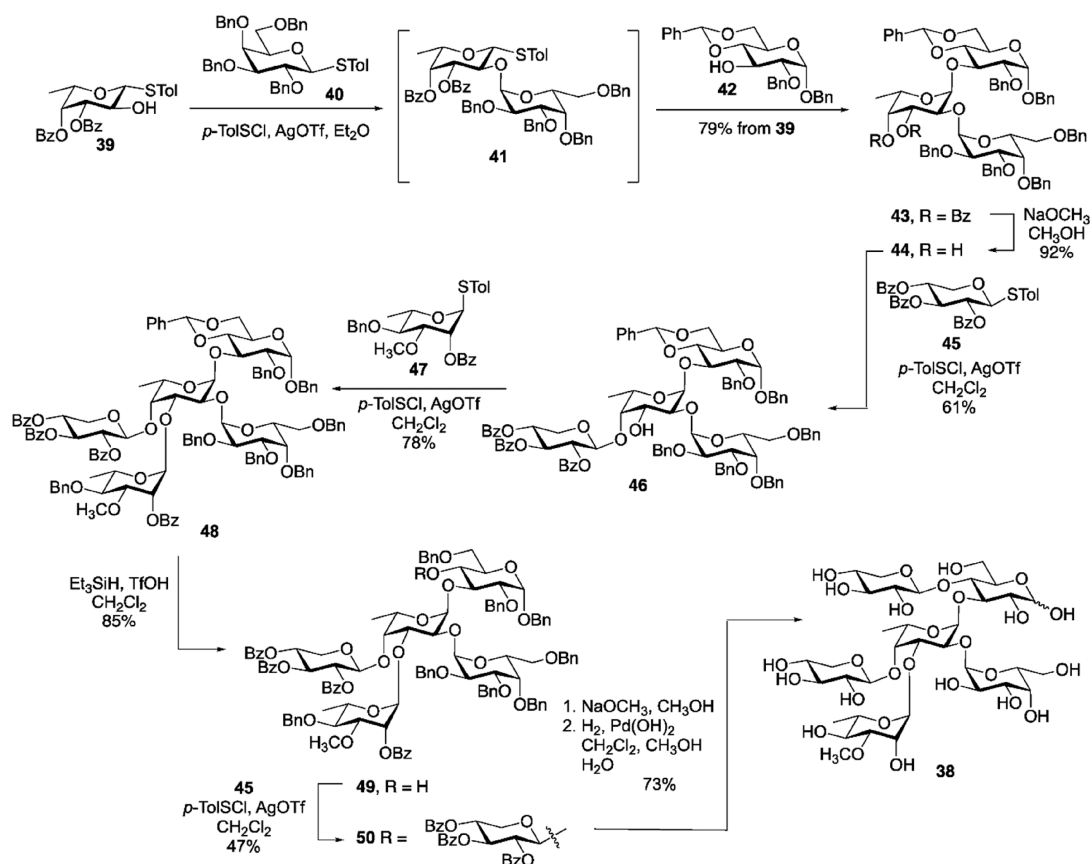 OBn
OBn
O
BnO
STol
BnO
40
STol
O
OH
BzO
OBz
39
p-TolSCl, AgOTf, Et2O
STol
O
O
OBz
BzO
O
OBn
BnO
BnO
OBn
41
Ph
O
O
O
HO
BnO
OBn
42
79% from 39
Ph
O
O
O
O
BnO
OBn
O
O
OR
RO
O
OBn
BnO
BnO
OBn
43, R = Bz
44, R = H
NaOCH3
CH3OH
92%
BzO
O
BzO
STol
BzO
45
p-TolSCl, AgOTf
CH2Cl2
61%
Ph
O
O
O
O
BnO
OBn
O
O
BzO
O
BzO
O
OH
BzO
O
OBn
BnO
BnO
OBn
46
STol
O
BnO
H3CO
OBz
47
p-TolSCl, AgOTf
CH2Cl2
78%
Ph
O
O
O
O
BnO
OBn
O
O
BzO
O
BzO
O
O
BzO
O
OBn
BnO
BnO
OBn
O
BnO
H3CO
OBz
48
Et3SiH, TfOH
CH2Cl2
85%
BnO
RO
O
O
BnO
OBn
O
O
BzO
O
BzO
O
O
BzO
O
OBn
BnO
BnO
OBn
O
BnO
H3CO
OBz
49, R = H
45
p-TolSCl, AgOTf
CH2Cl2
47%
50 =
R =
BzO
O
BzO
BzO
1. NaOCH3, CH3OH
2. H2, Pd(OH)2
CH2Cl2, CH3OH
H2O
73%
HO
HO
O
O
O
HO
HO
O
HO
OH
O
O
HO
O
HO
O
O
HO
O
OH
HO
HO
OH
O
HO
H3CO
HO
38